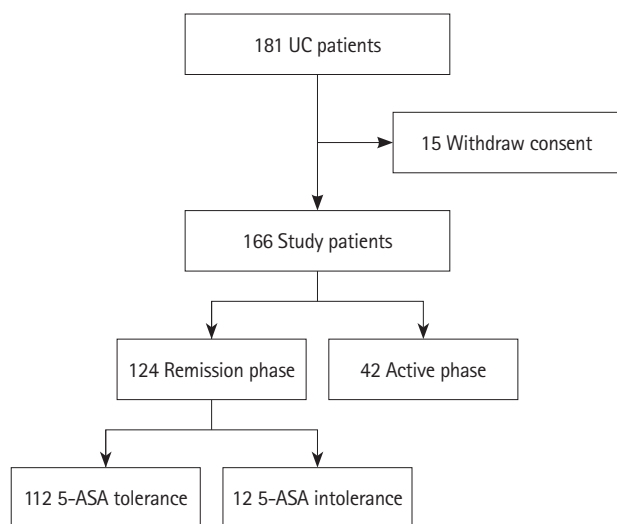 181 UC patients
15 Withdraw consent
166 Study patients
124 Remission phase
42 Active phase
112 5-ASA tolerance
12 5-ASA intolerance